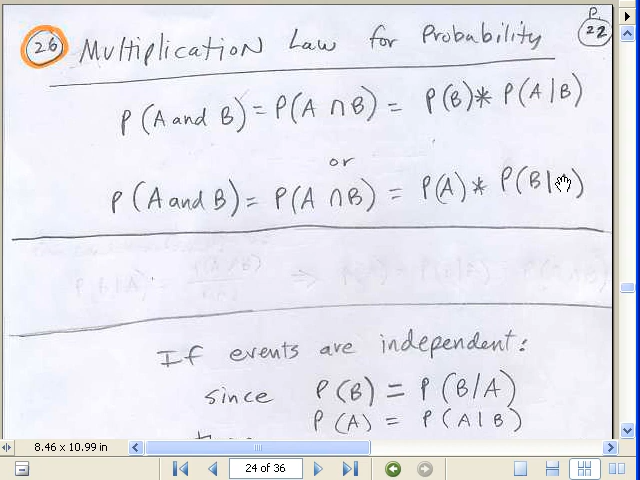 26 Multiplication Law for Probability P. 22
P(A and B) = P(A ∩ B) = P(B) * P(A|B)
or
P(A and B) = P(A ∩ B) = P(A) * P(B| )
If events are independent:
since P(B) = P(B/A)
P(A) = P(A|B)
8.46 x 10.99 in
24 of 36